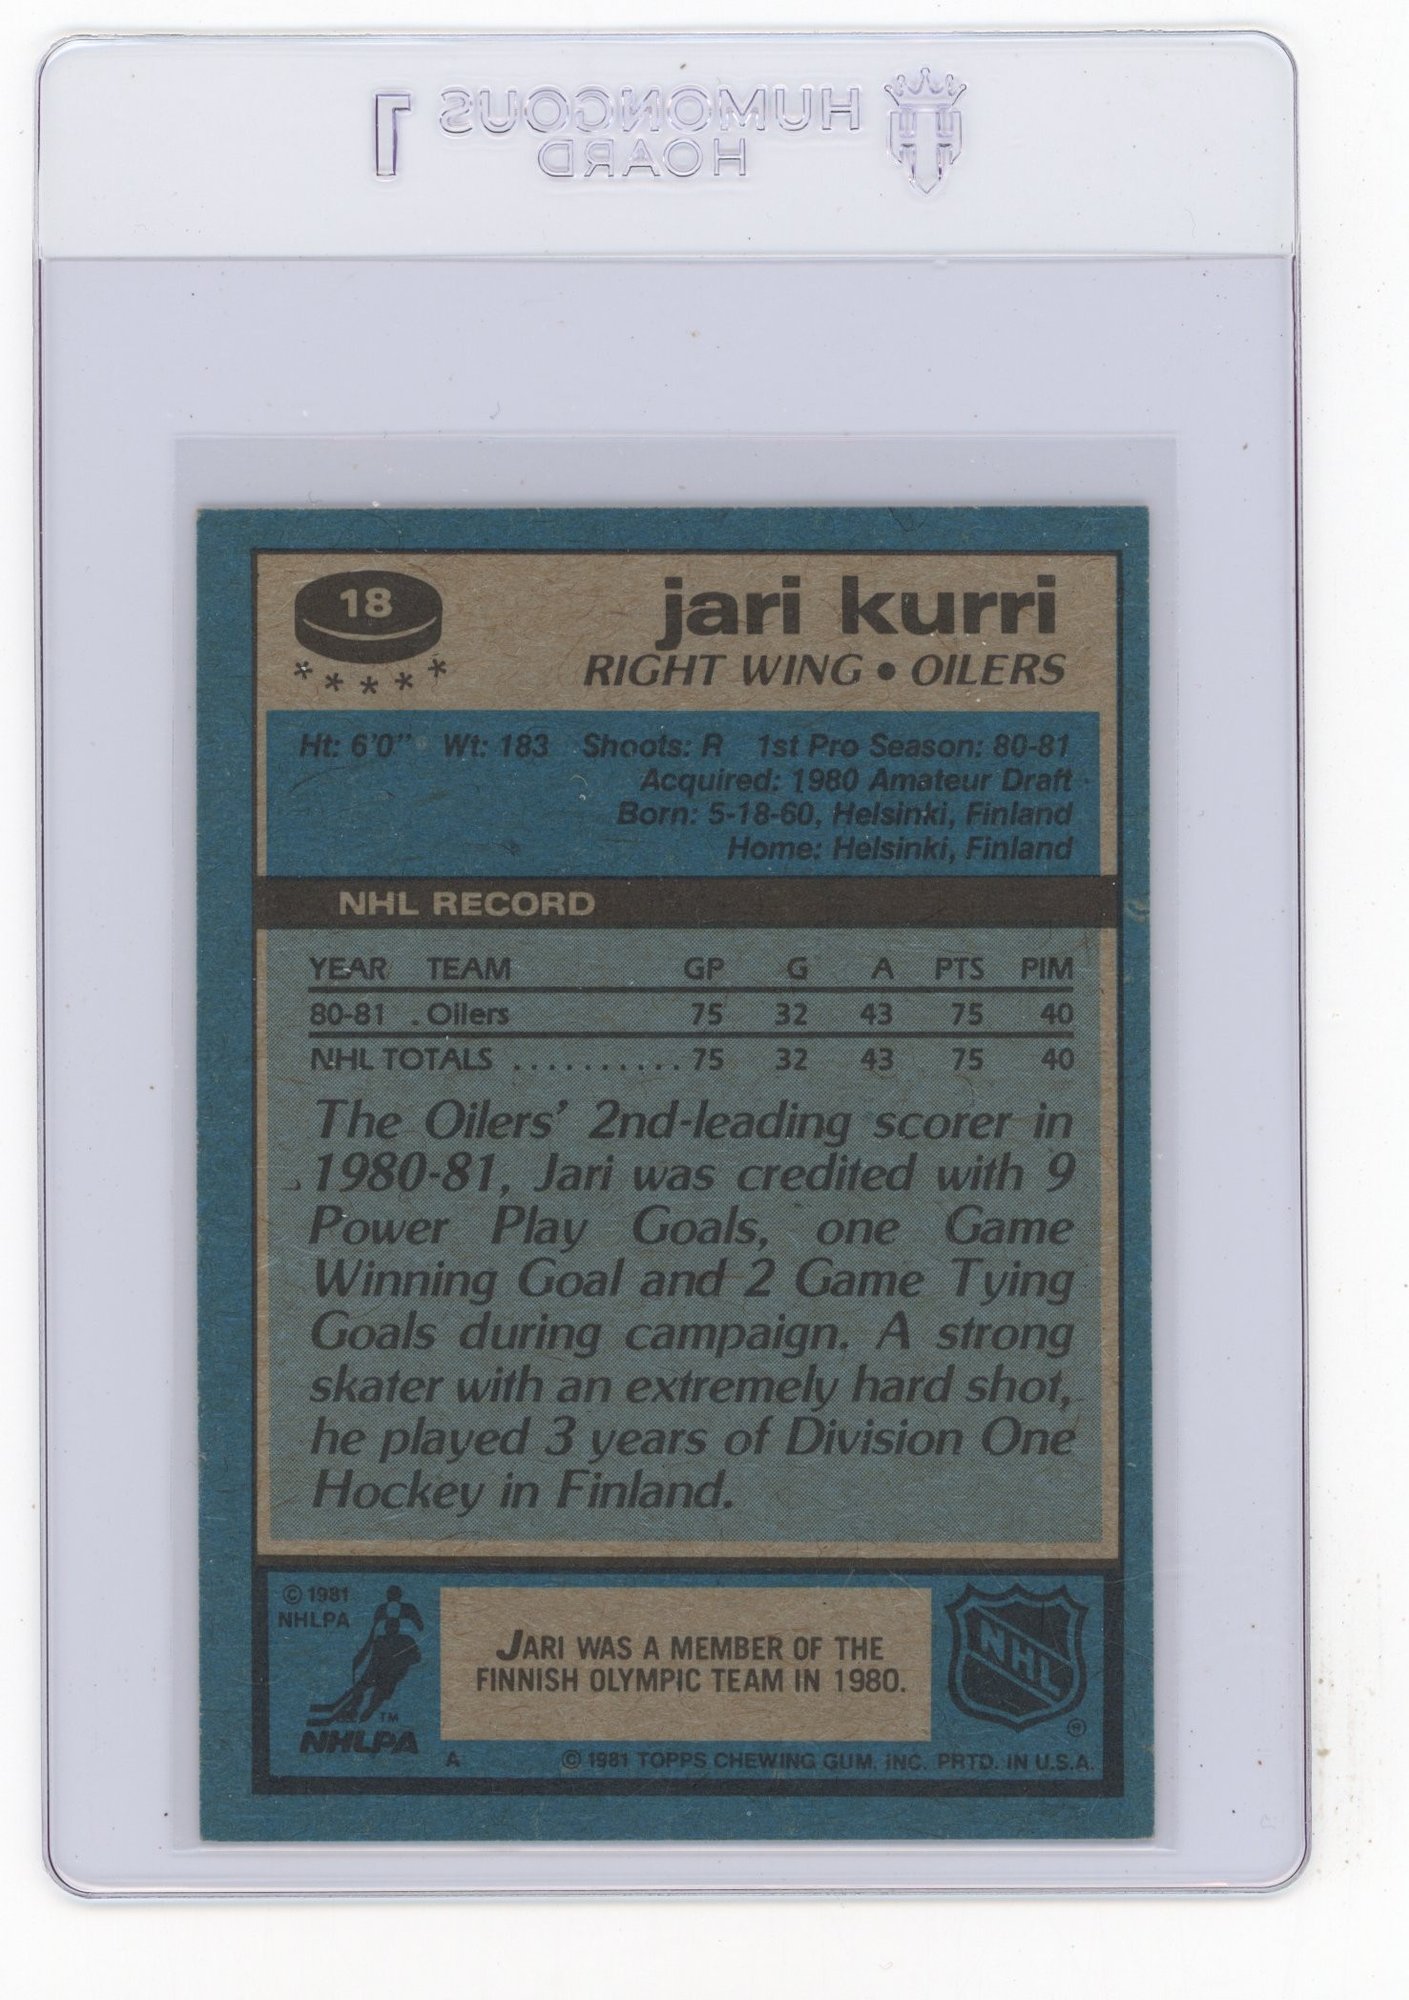 HUMONGOUS
HOARD
1
18
jari kurri
RIGHT WING • OILERS
Ht: 6'0" Wt: 183 Shoots: R 1st Pro Season: 80-81
Acquired: 1980 Amateur Draft
Born: 5-18-60, Helsinki, Finland
Home: Helsinki, Finland
NHL RECORD
YEAR TEAM GP G A PTS PIM
80-81 . Oilers 75 32 43 75 40
NHL TOTALS .......... 75 32 43 75 40
The Oilers' 2nd-leading scorer in
1980-81, Jari was credited with 9
Power Play Goals, one Game
Winning Goal and 2 Game Tying
Goals during campaign. A strong
skater with an extremely hard shot,
he played 3 years of Division One
Hockey in Finland.
© 1981
NHLPA
TM
NHLPA
JARI WAS A MEMBER OF THE
FINNISH OLYMPIC TEAM IN 1980.
NHL
®
A © 1981 TOPPS CHEWING GUM, INC. PRTD. IN U.S.A.